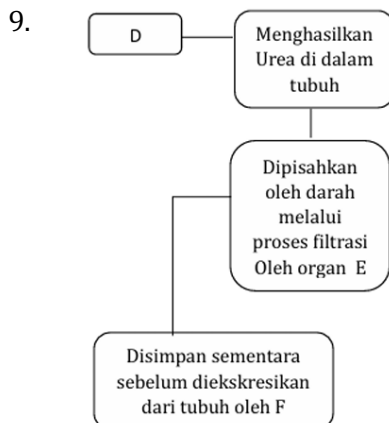 9.
D
Menghasilkan
Urea di dalam
tubuh
Dipisahkan
oleh darah
melalui
proses filtrasi
Oleh organ E
Disimpan sementara
sebelum diekskresikan
dari tubuh oleh F